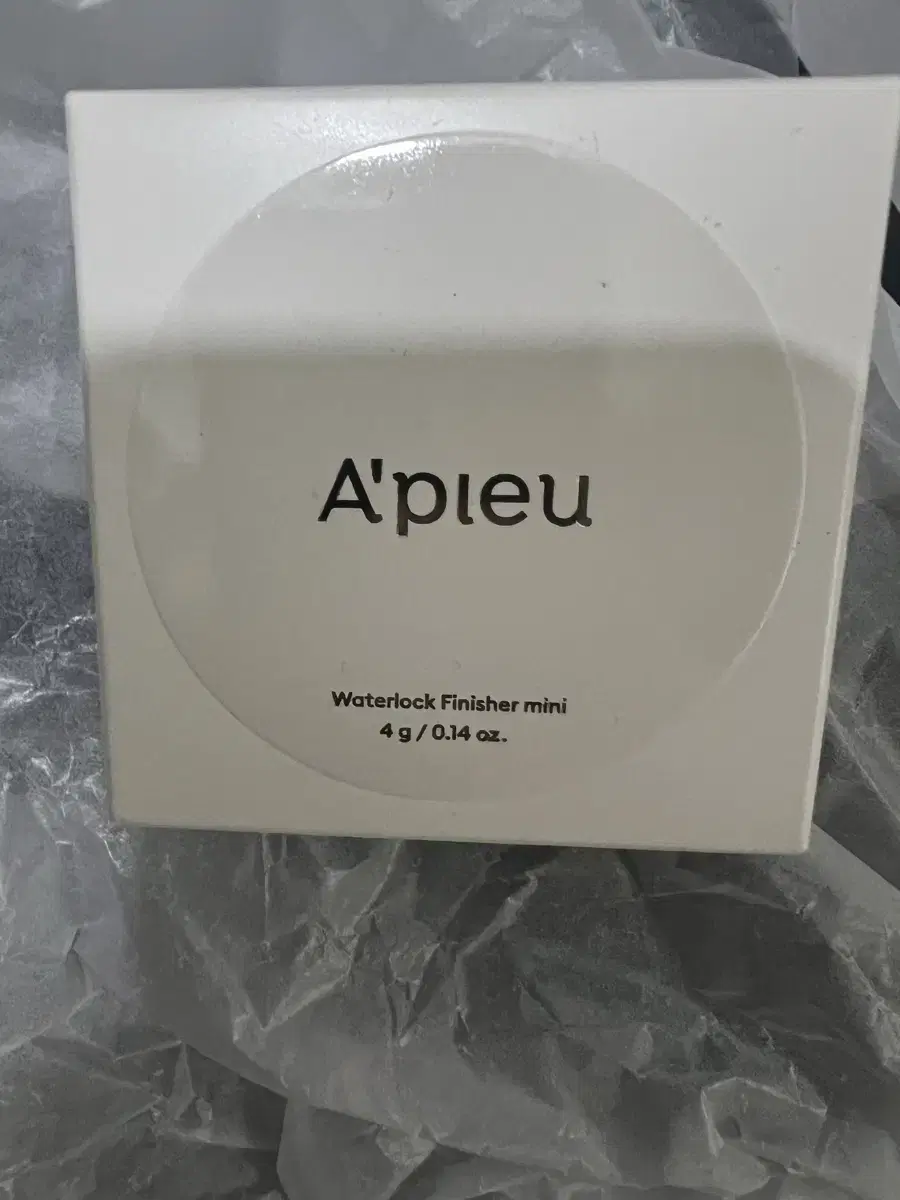 A'pieu
Waterlock Finisher mini
4 g / 0.14 oz.